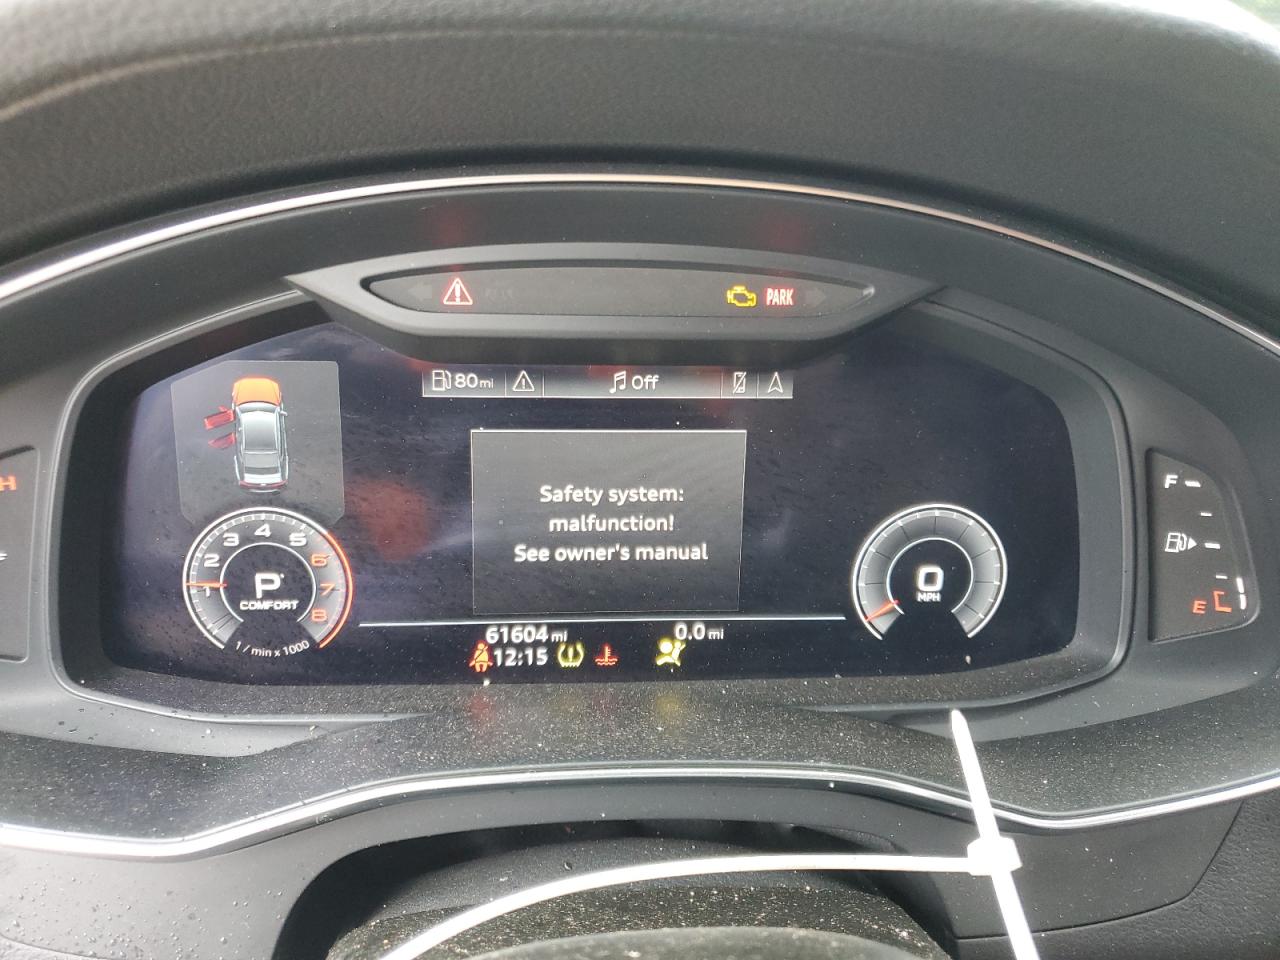 PARK
80mi
Off
Safety system:
malfunction!
See owner's manual
1 2 3 4 5 6 7 8
P
COMFORT
1 / min x 1000
0
MPH
61604 mi
0.0 mi
12:15
H
F
E